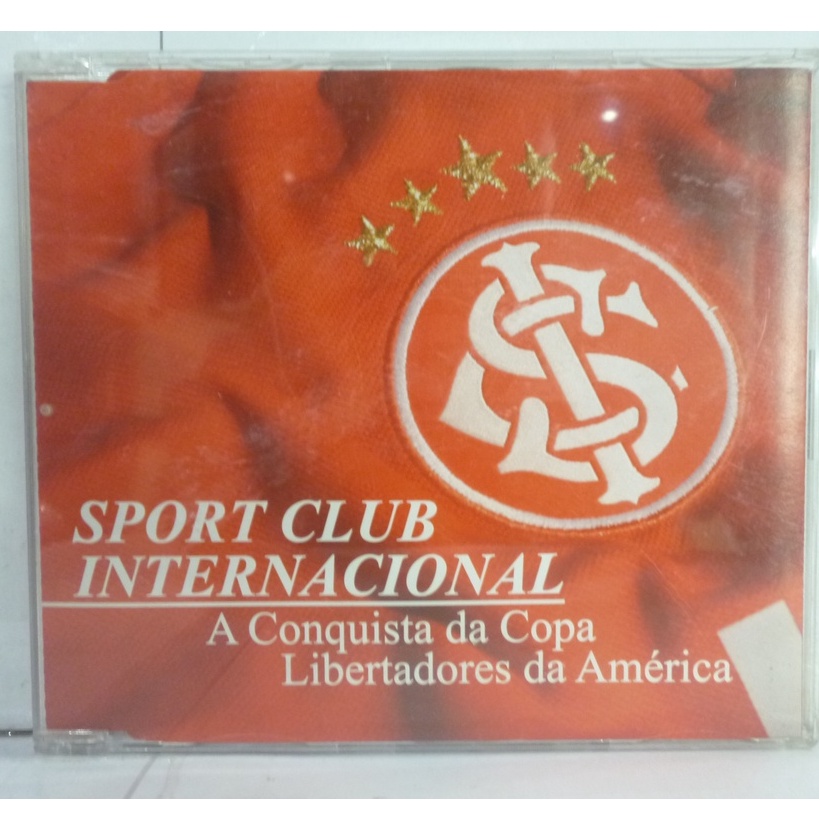 SPORT CLUB
INTERNACIONAL
A Conquista da Copa
Libertadores da América